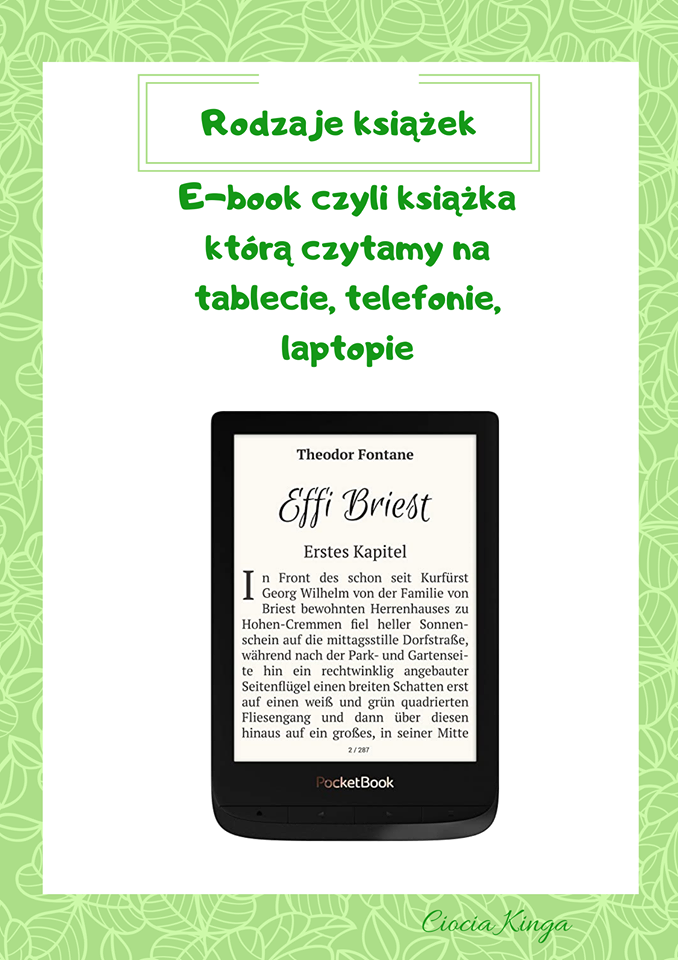 Rodzaje książek
E-book czyli książka
którą czytamy na
tablecie, telefonie,
laptopie
Theodor Fontane
Effi Briest
Erstes Kapitel
In Front des schon seit Kurfürst
Georg Wilhelm von der Familie von
Briest bewohnten Herrenhauses zu
Hohen-Cremmen fiel heller Sonnen-
schein auf die mittagsstille Dorfstraße,
während nach der Park- und Gartensei-
te hin ein rechtwinklig angebauter
Seitenflügel einen breiten Schatten erst
auf einen weiß und grün quadrierten
Fliesengang und dann über diesen
hinaus auf ein großes, in seiner Mitte
2 / 287
PocketBook
Ciocia Kinga